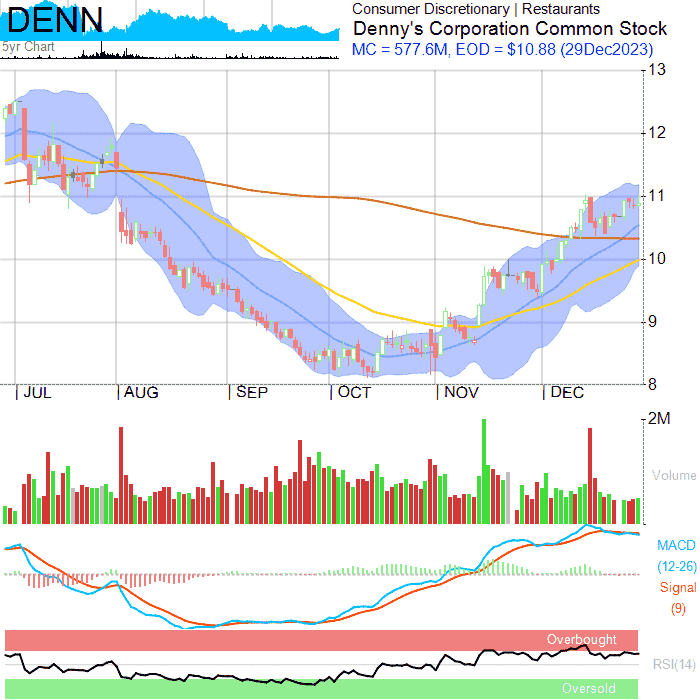 DENN
5yr Chart
Consumer Discretionary | Restaurants
Denny's Corporation Common Stock
MC = 577.6M, EOD = $10.88 (29Dec2023)
13
12
11
10
9
8
JUL AUG SEP OCT NOV DEC
2M
Volume
MACD
(12-26)
Signal
(9)
Overbought
RSI(14)
Oversold